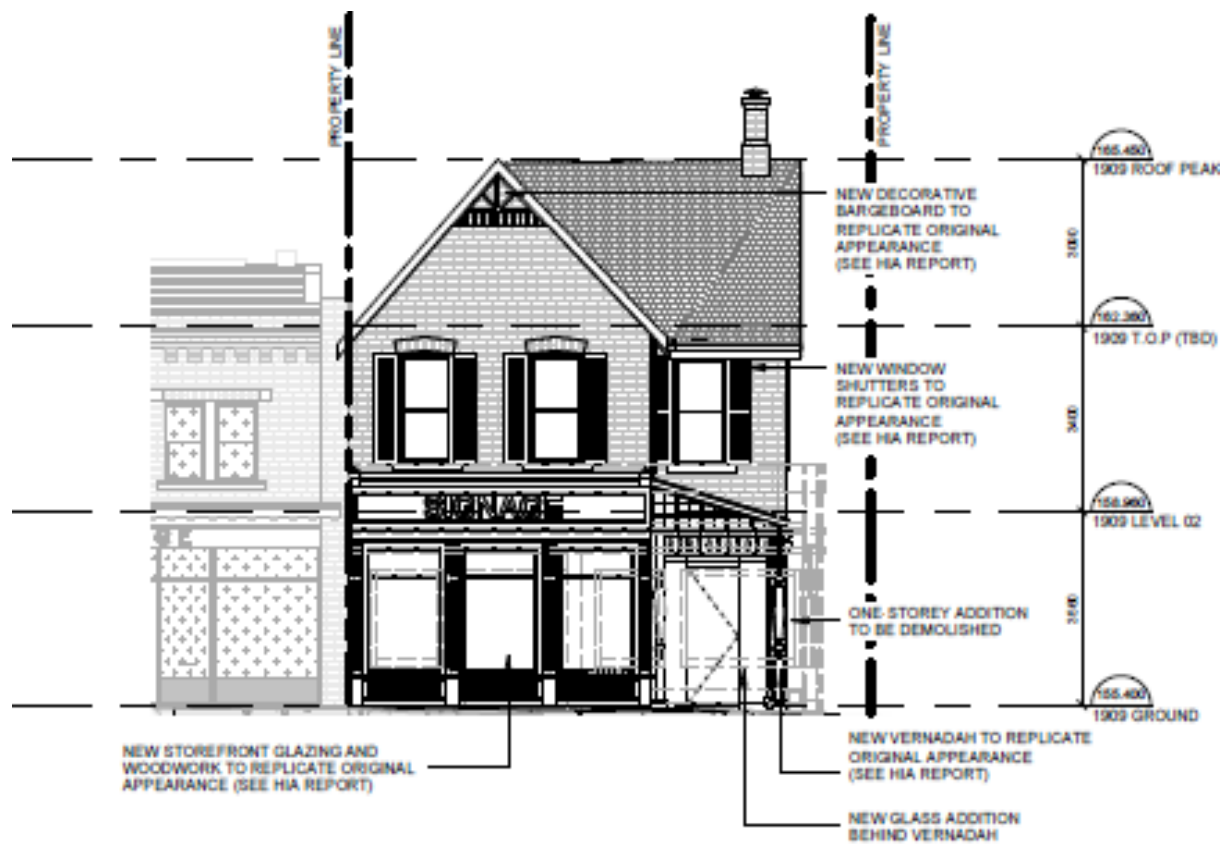 PROPERTY LINE
PROPERTY LINE
165.450
1909 ROOF PEAK
NEW DECORATIVE
BARGEBOARD TO
REPLICATE ORIGINAL
APPEARANCE
(SEE HIA REPORT)
3090
162.360
1909 T.O.P (TBD)
NEW WINDOW
SHUTTERS TO
REPLICATE ORIGINAL
APPEARANCE
(SEE HIA REPORT)
3400
SIGNAGE
158.960
1909 LEVEL 02
ONE-STOREY ADDITION
TO BE DEMOLISHED
3560
155.400
1909 GROUND
NEW STOREFRONT GLAZING AND
WOODWORK TO REPLICATE ORIGINAL
APPEARANCE (SEE HIA REPORT)
NEW VERNADAH TO REPLICATE
ORIGINAL APPEARANCE
(SEE HIA REPORT)
NEW GLASS ADDITION
BEHIND VERNADAH